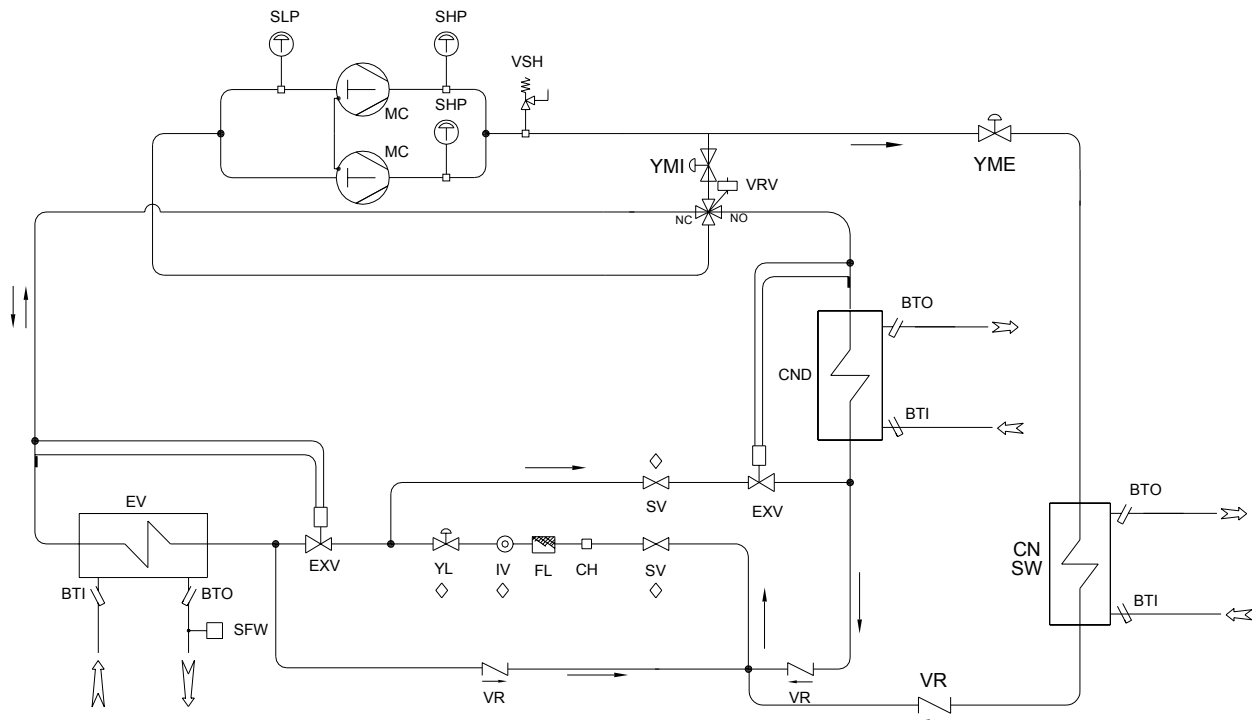 SLP
SHP
VSH
SHP
MC
MC
YME
YMI
VRV
NC
NO
BTO
CND
BTI
SV
EXV
EV
BTO
EXV
YL
IV
FL
CH
SV
CN
SW
BTI
BTO
BTI
SFW
VR
VR
VR